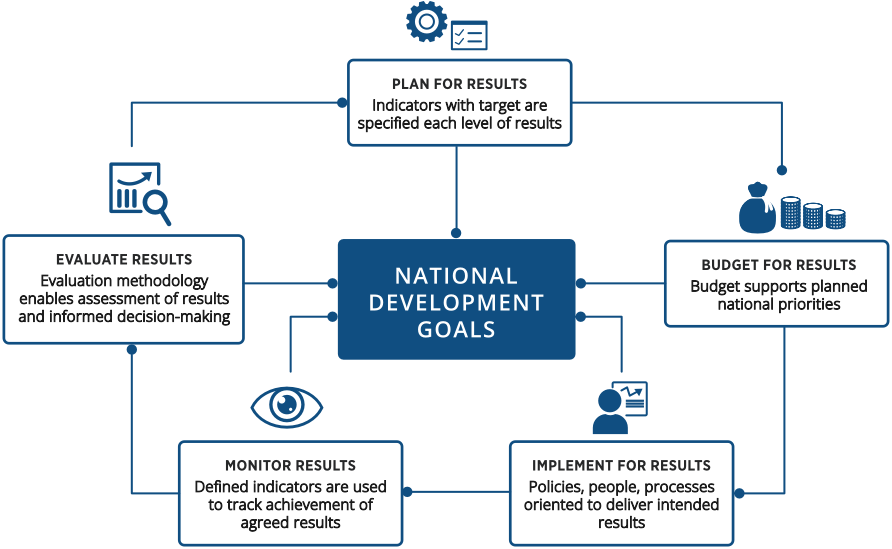 PLAN FOR RESULTS
Indicators with target are
specified each level of results
EVALUATE RESULTS
Evaluation methodology
enables assessment of results
and informed decision-making
NATIONAL
DEVELOPMENT
GOALS
BUDGET FOR RESULTS
Budget supports planned
national priorities
MONITOR RESULTS
Defined indicators are used
to track achievement of
agreed results
IMPLEMENT FOR RESULTS
Policies, people, processes
oriented to deliver intended
results